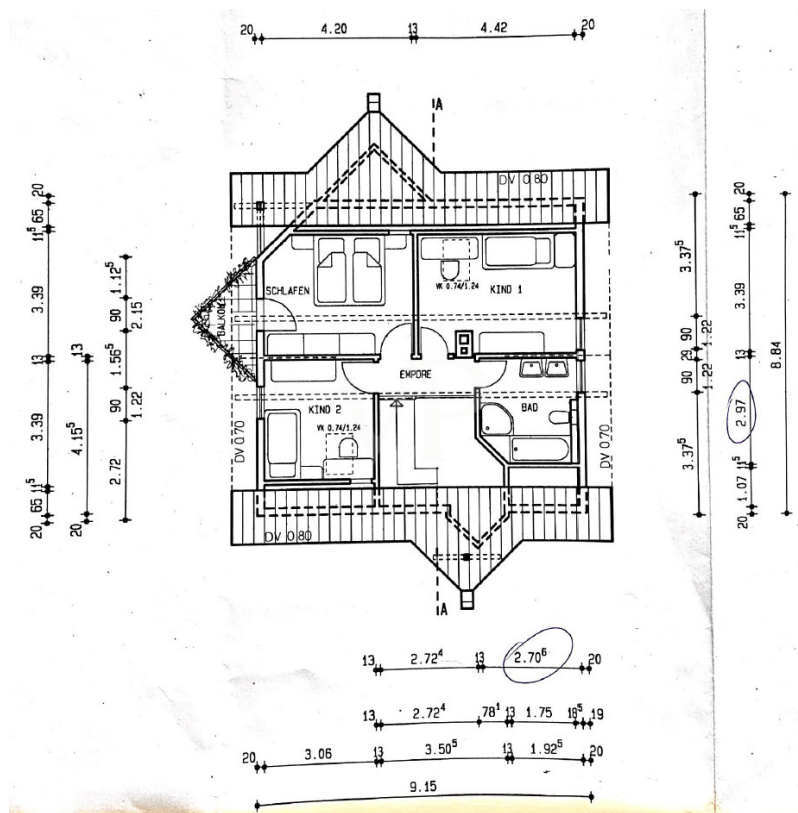 20 4.20 13 4.42 20
A
DV 0.80
20 65 11⁵ 3.39 13 3.39 11⁵ 65 20
13 4.15⁵ 20
1.12⁵ 90 1.56⁵ 90 2.72
2.15 1.22
BALKON
SCHLAFEN
VK 0.74/1.24
KIND 1
EMPORE
KIND 2
VK 0.74/1.24
BAD
DV 0.70
DV 0.70
DV 0.80
A
3.37⁵ 90 29 90 3.37⁵
1.22 1.22
20 65 11⁵ 3.39 13 2.97 11⁵ 1.07 20
8.84
13 2.72⁴ 13 2.70⁶ 20
13 2.72⁴ 78¹ 13 1.75 18⁵ 19
20 3.06 13 3.50⁵ 13 1.92⁵ 20
9.15